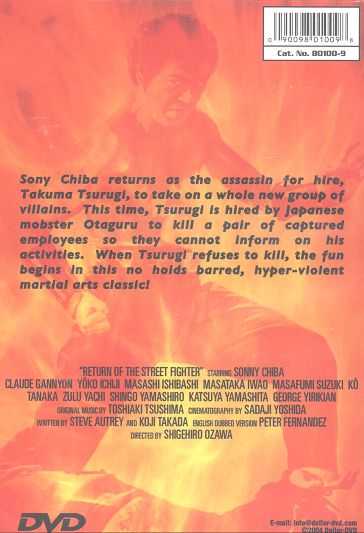 0 90098 01009 8
Cat. No. 80100-9
Sony Chiba returns as the assassin for hire,
Takuma Tsurugi, to take on a whole new group of
villains. This time, Tsurugi is hired by Japanese
mobster Otaguru to kill a pair of captured
employees so they cannot inform on his
activities. When Tsurugi refuses to kill, the fun
begins in this no holds barred, hyper-violent
martial arts classic!
"RETURN OF THE STREET FIGHTER" STARRING SONNY CHIBA
CLAUDE GANNYON YÔKO ICHIJI MASASHI ISHIBASHI MASATAKA IWAO MASAFUMI SUZUKI KÔ
TANAKA ZULU YACHI SHINGO YAMASHIRO KATSUYA YAMASHITA GEORGE YIRIKIAN
ORIGINAL MUSIC BY TOSHIAKI TSUSHIMA CINEMATOGRAPHY BY SADAJI YOSHIDA
WRITTEN BY STEVE AUTREY AND KOJI TAKADA ENGLISH DUBBED VERSION PETER FERNANDEZ
DIRECTED BY SHIGEHIRO OZAWA
DVD
E-mail: info@dollar-dvd.com
©2004 Dollar-DVD